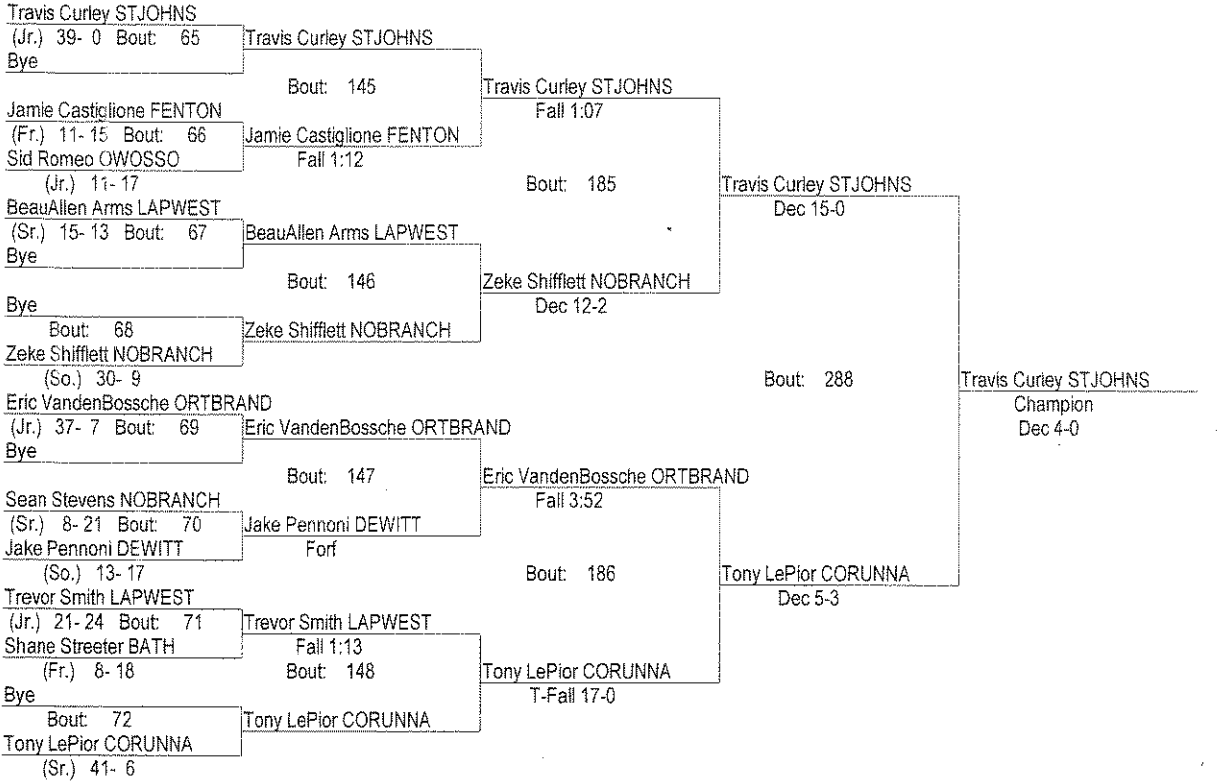 Travis Curley STJOHNS
(Jr.) 39- 0 Bout: 65 Travis Curley STJOHNS
Bye
Bout: 145 Travis Curley STJOHNS
Fall 1:07
Jamie Castiglione FENTON
(Fr.) 11- 15 Bout: 66 Jamie Castiglione FENTON
Sid Romeo OWOSSO Fall 1:12
(Jr.) 11- 17
Bout: 185 Travis Curley STJOHNS
Dec 15-0
BeauAllen Arms LAPWEST
(Sr.) 15- 13 Bout: 67 BeauAllen Arms LAPWEST
Bye
Bout: 146 Zeke Shifflett NOBRANCH
Dec 12-2
Bye
Bout: 68 Zeke Shifflett NOBRANCH
Zeke Shifflett NOBRANCH
(So.) 30- 9
Bout: 288 Travis Curley STJOHNS
Champion
Dec 4-0
Eric VandenBossche ORTBRAND
(Jr.) 37- 7 Bout: 69 Eric VandenBossche ORTBRAND
Bye
Bout: 147 Eric VandenBossche ORTBRAND
Fall 3:52
Sean Stevens NOBRANCH
(Sr.) 8- 21 Bout: 70 Jake Pennoni DEWITT
Jake Pennoni DEWITT Forf
(So.) 13- 17
Bout: 186 Tony LePior CORUNNA
Dec 5-3
Trevor Smith LAPWEST
(Jr.) 21- 24 Bout: 71 Trevor Smith LAPWEST
Shane Streeter BATH Fall 1:13
(Fr.) 8- 18
Bout: 148 Tony LePior CORUNNA
T-Fall 17-0
Bye
Bout: 72 Tony LePior CORUNNA
Tony LePior CORUNNA
(Sr.) 41- 6